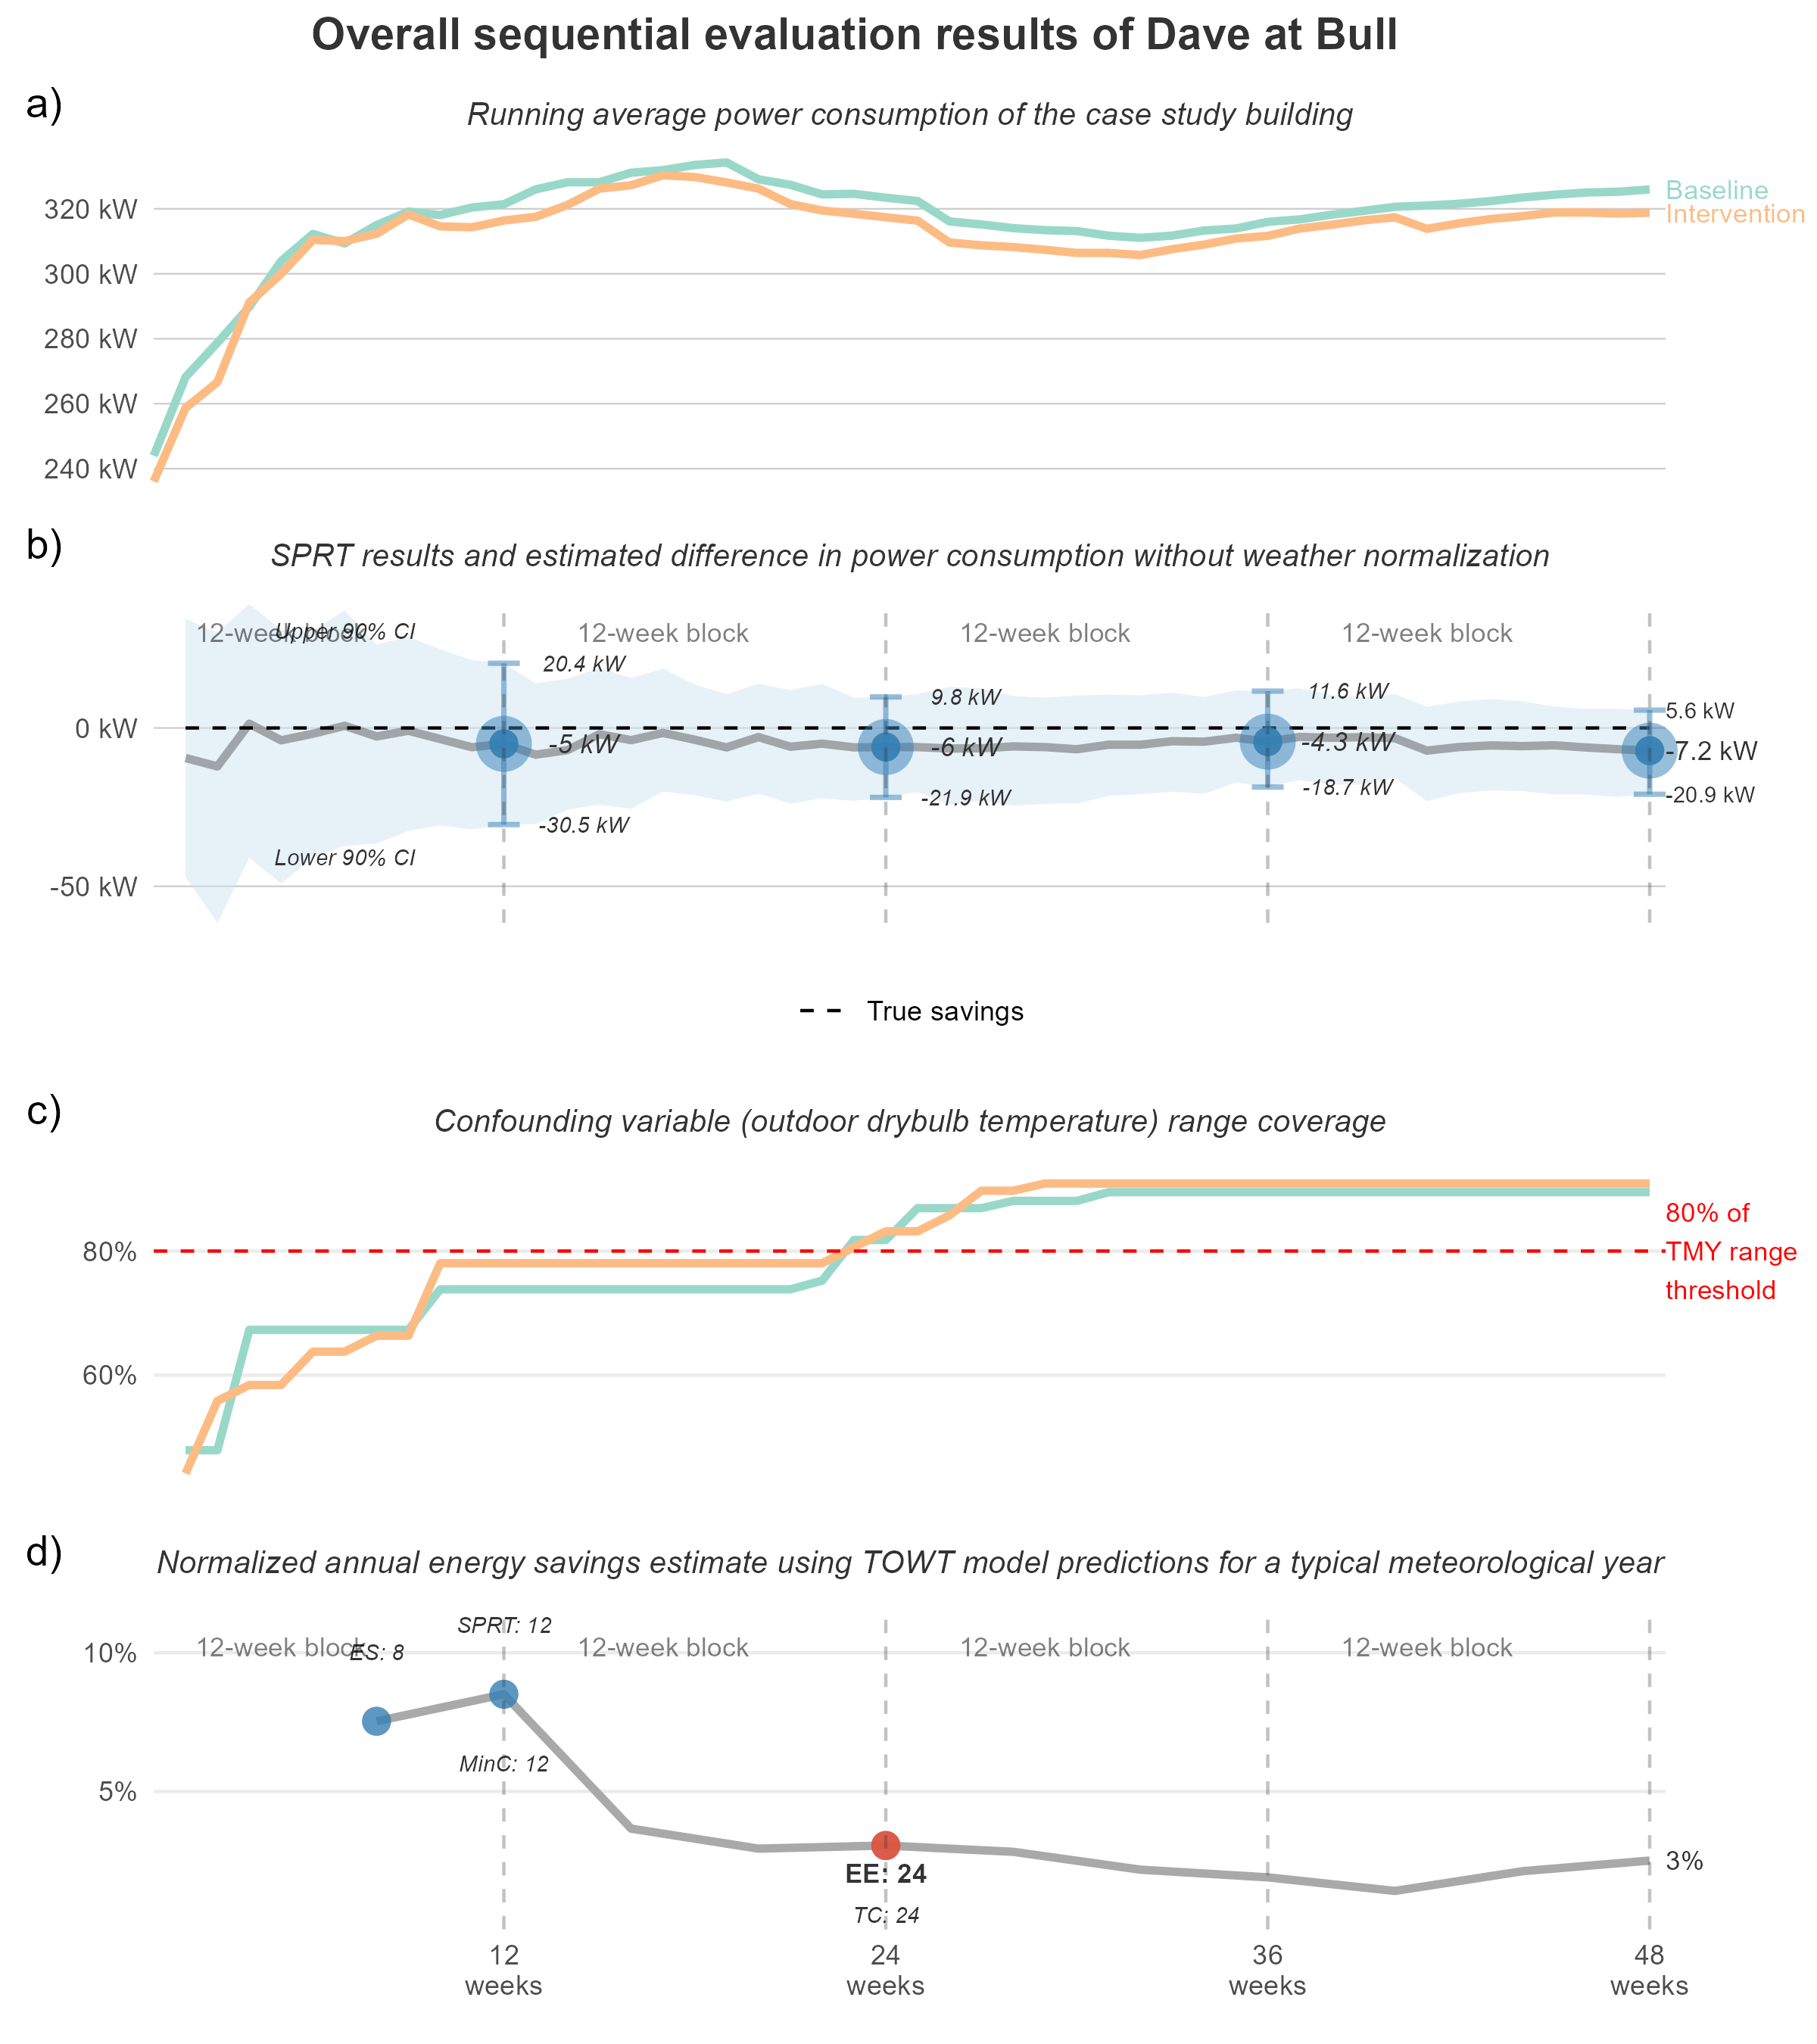 Overall sequential evaluation results of Dave at Bull
a)
Running average power consumption of the case study building
320 kW
300 kW
280 kW
260 kW
240 kW
Baseline
Intervention
b)
SPRT results and estimated difference in power consumption without weather normalization
12-week block
12-week block
12-week block
12-week block
Upper 90% CI
20.4 kW
9.8 kW
11.6 kW
5.6 kW
0 kW
-5 kW
-6 kW
-4.3 kW
-7.2 kW
-30.5 kW
-21.9 kW
-18.7 kW
-20.9 kW
Lower 90% CI
-50 kW
True savings
c)
Confounding variable (outdoor drybulb temperature) range coverage
80%
60%
80% of
TMY range
threshold
d)
Normalized annual energy savings estimate using TOWT model predictions for a typical meteorological year
SPRT: 12
12-week block
12-week block
12-week block
12-week block
ES: 8
10%
MinC: 12
5%
EE: 24
TC: 24
3%
12
weeks
24
weeks
36
weeks
48
weeks